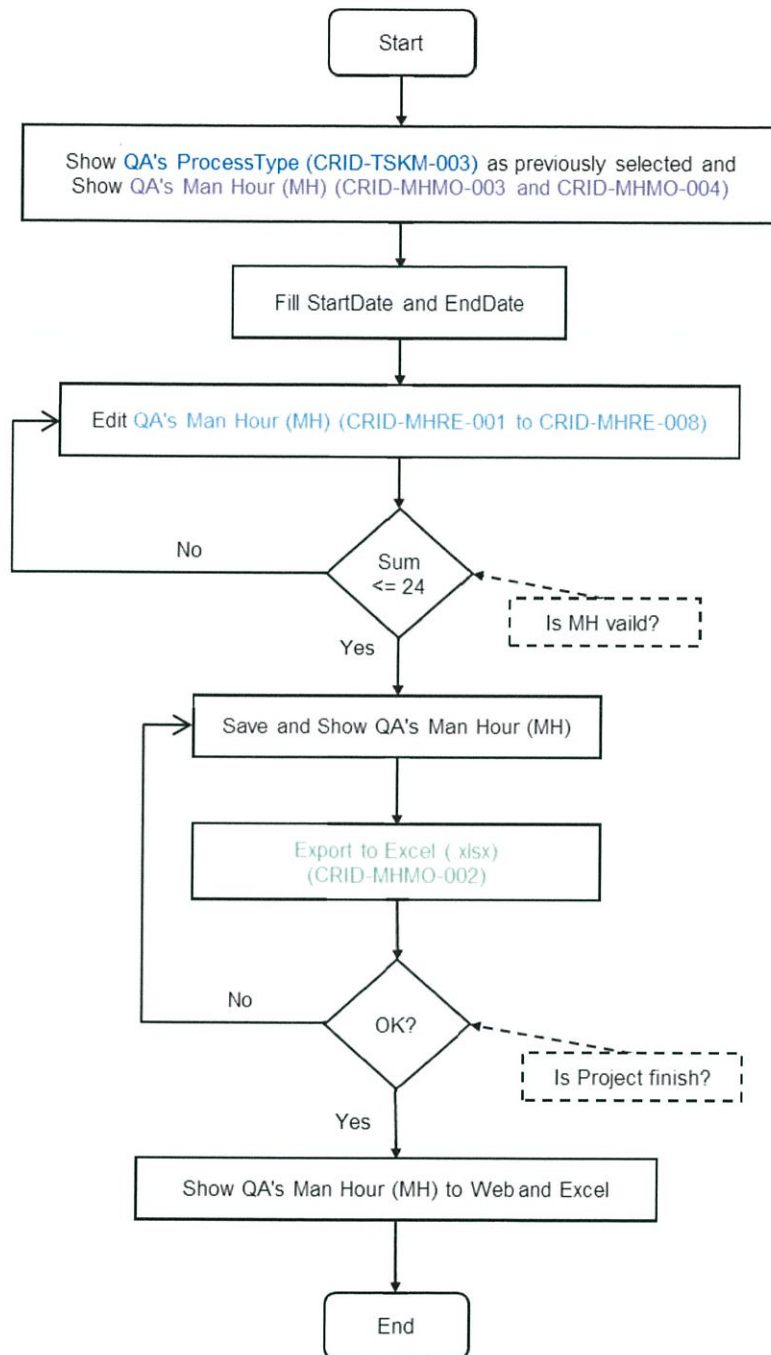 Start
Show QA's ProcessType (CRID-TSKM-003) as previously selected and
Show QA's Man Hour (MH) (CRID-MHMO-003 and CRID-MHMO-004)
Fill StartDate and EndDate
Edit QA's Man Hour (MH) (CRID-MHRE-001 to CRID-MHRE-008)
No
Sum
<= 24
Is MH vaild?
Yes
Save and Show QA's Man Hour (MH)
Export to Excel (.xlsx)
(CRID-MHMO-002)
No
OK?
Is Project finish?
Yes
Show QA's Man Hour (MH) to Web and Excel
End